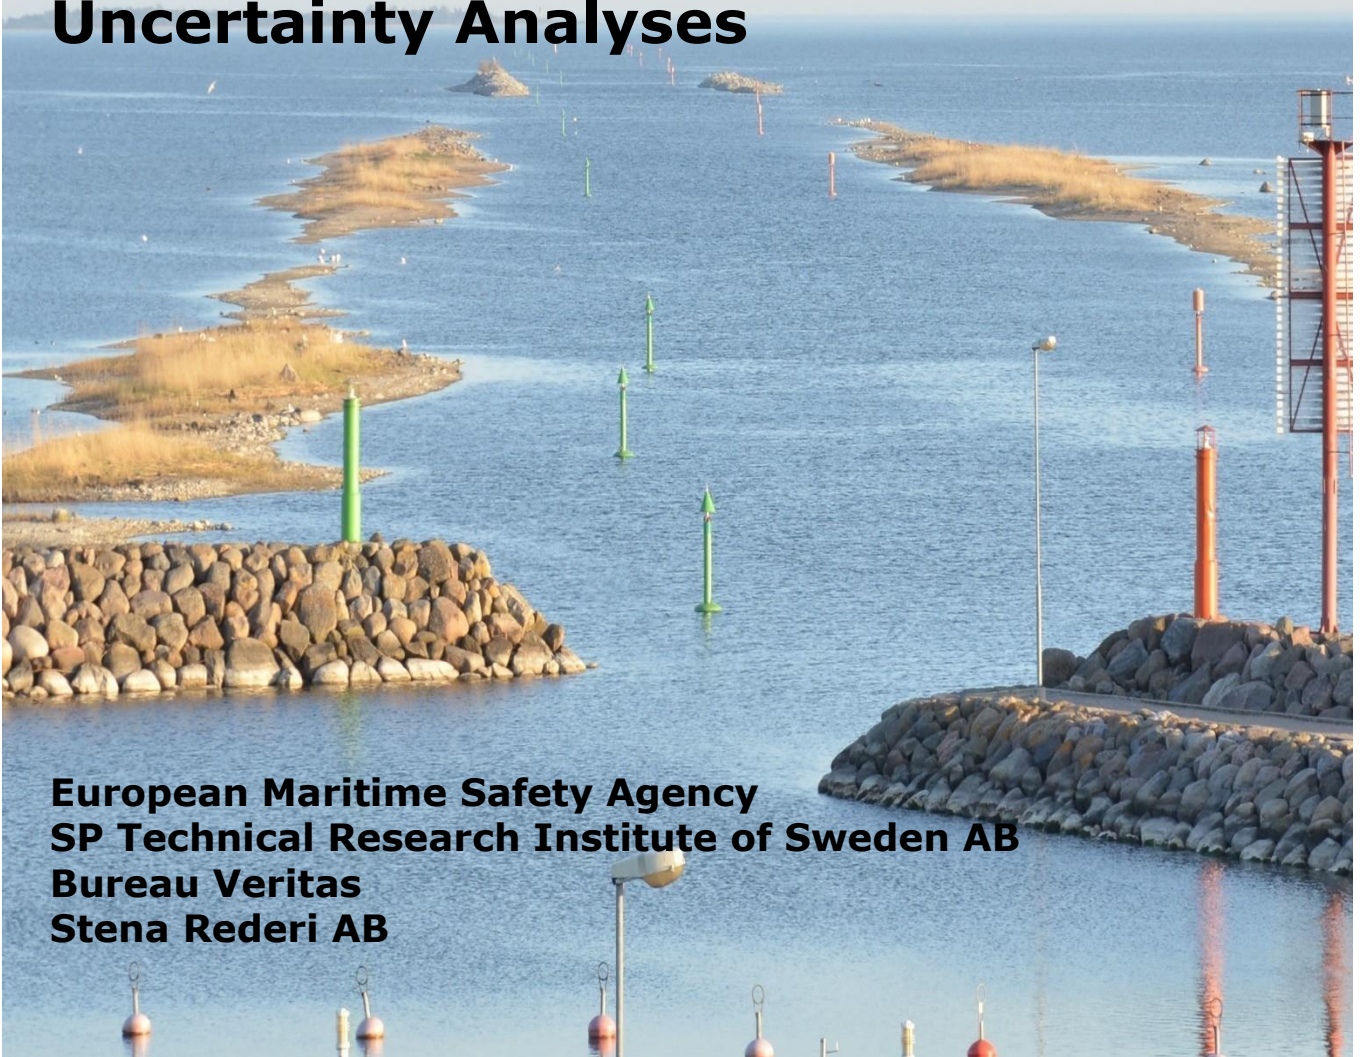 Uncertainty Analyses
European Maritime Safety Agency
SP Technical Research Institute of Sweden AB
Bureau Veritas
Stena Rederi AB